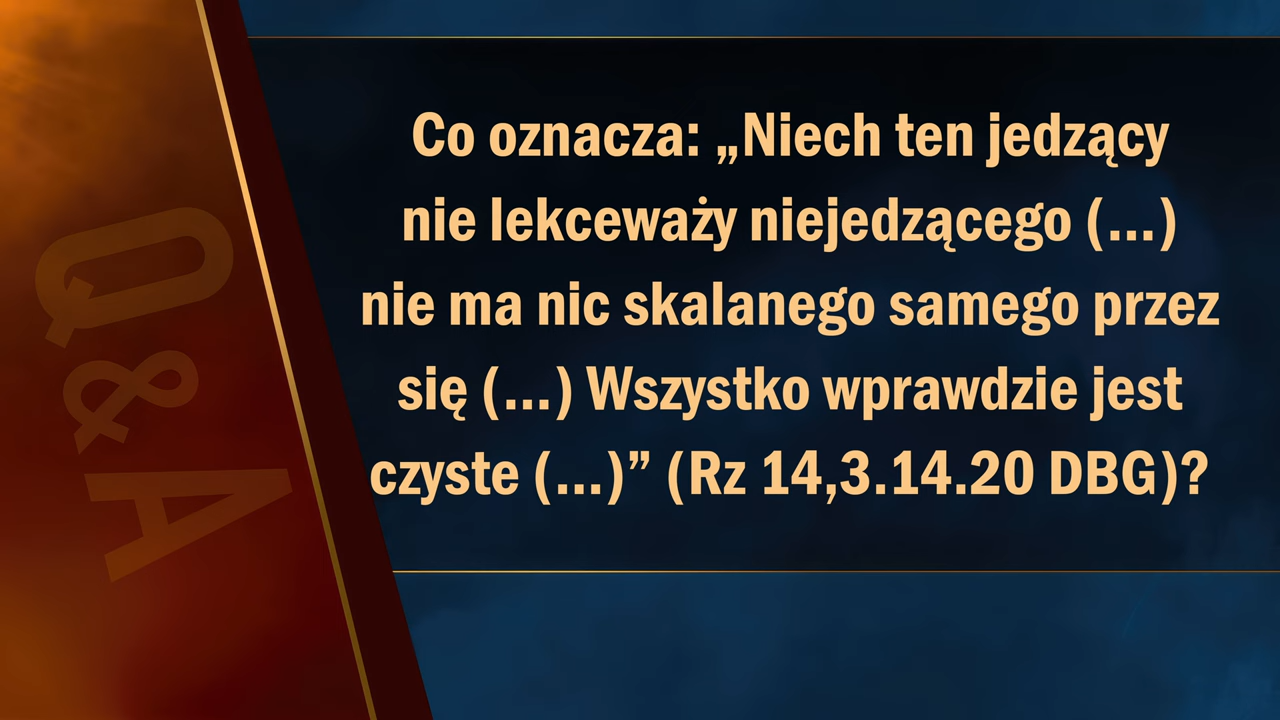 Q&A
Co oznacza: „Niech ten jedzący
nie lekceważy niejedzącego (...)
nie ma nic skalanego samego przez
się (...) Wszystko wprawdzie jest
czyste (...)” (Rz 14,3.14.20 DBG)?